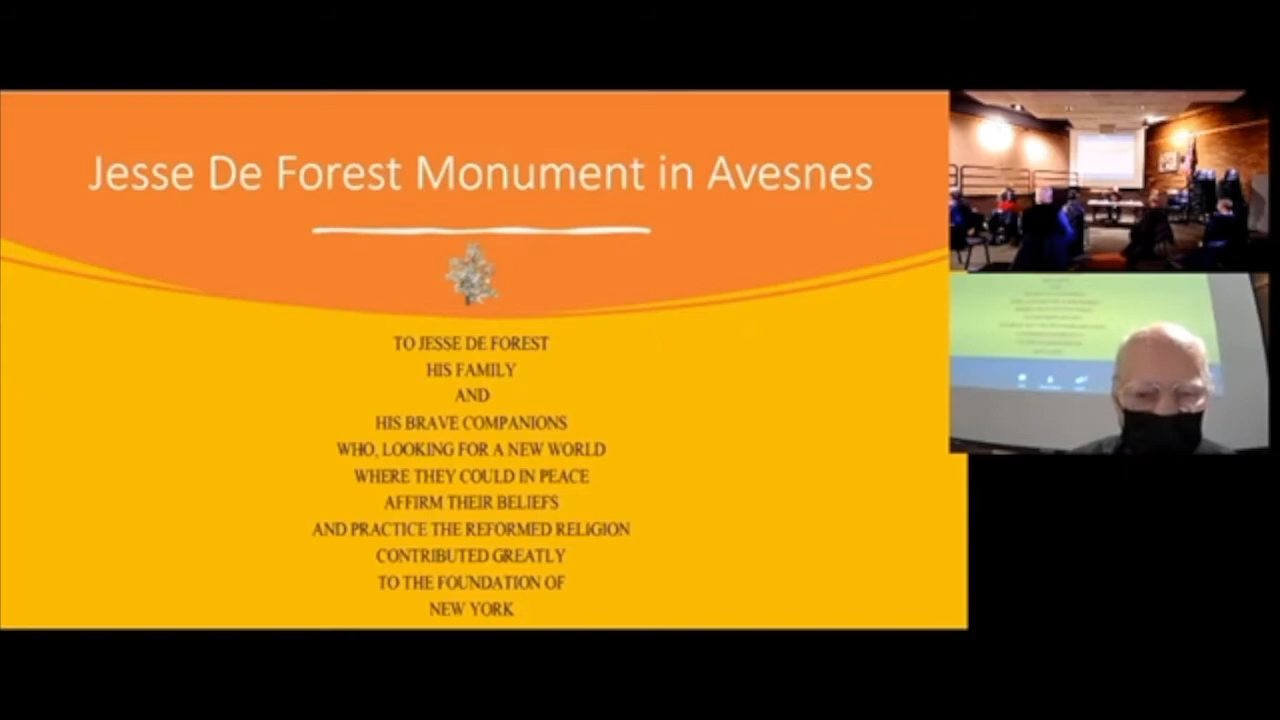 Jesse De Forest Monument in Avesnes
TO JESSE DE FOREST
HIS FAMILY
AND
HIS BRAVE COMPANIONS
WHO, LOOKING FOR A NEW WORLD
WHERE THEY COULD IN PEACE
AFFIRM THEIR BELIEFS
AND PRACTICE THE REFORMED RELIGION
CONTRIBUTED GREATLY
TO THE FOUNDATION OF
NEW YORK